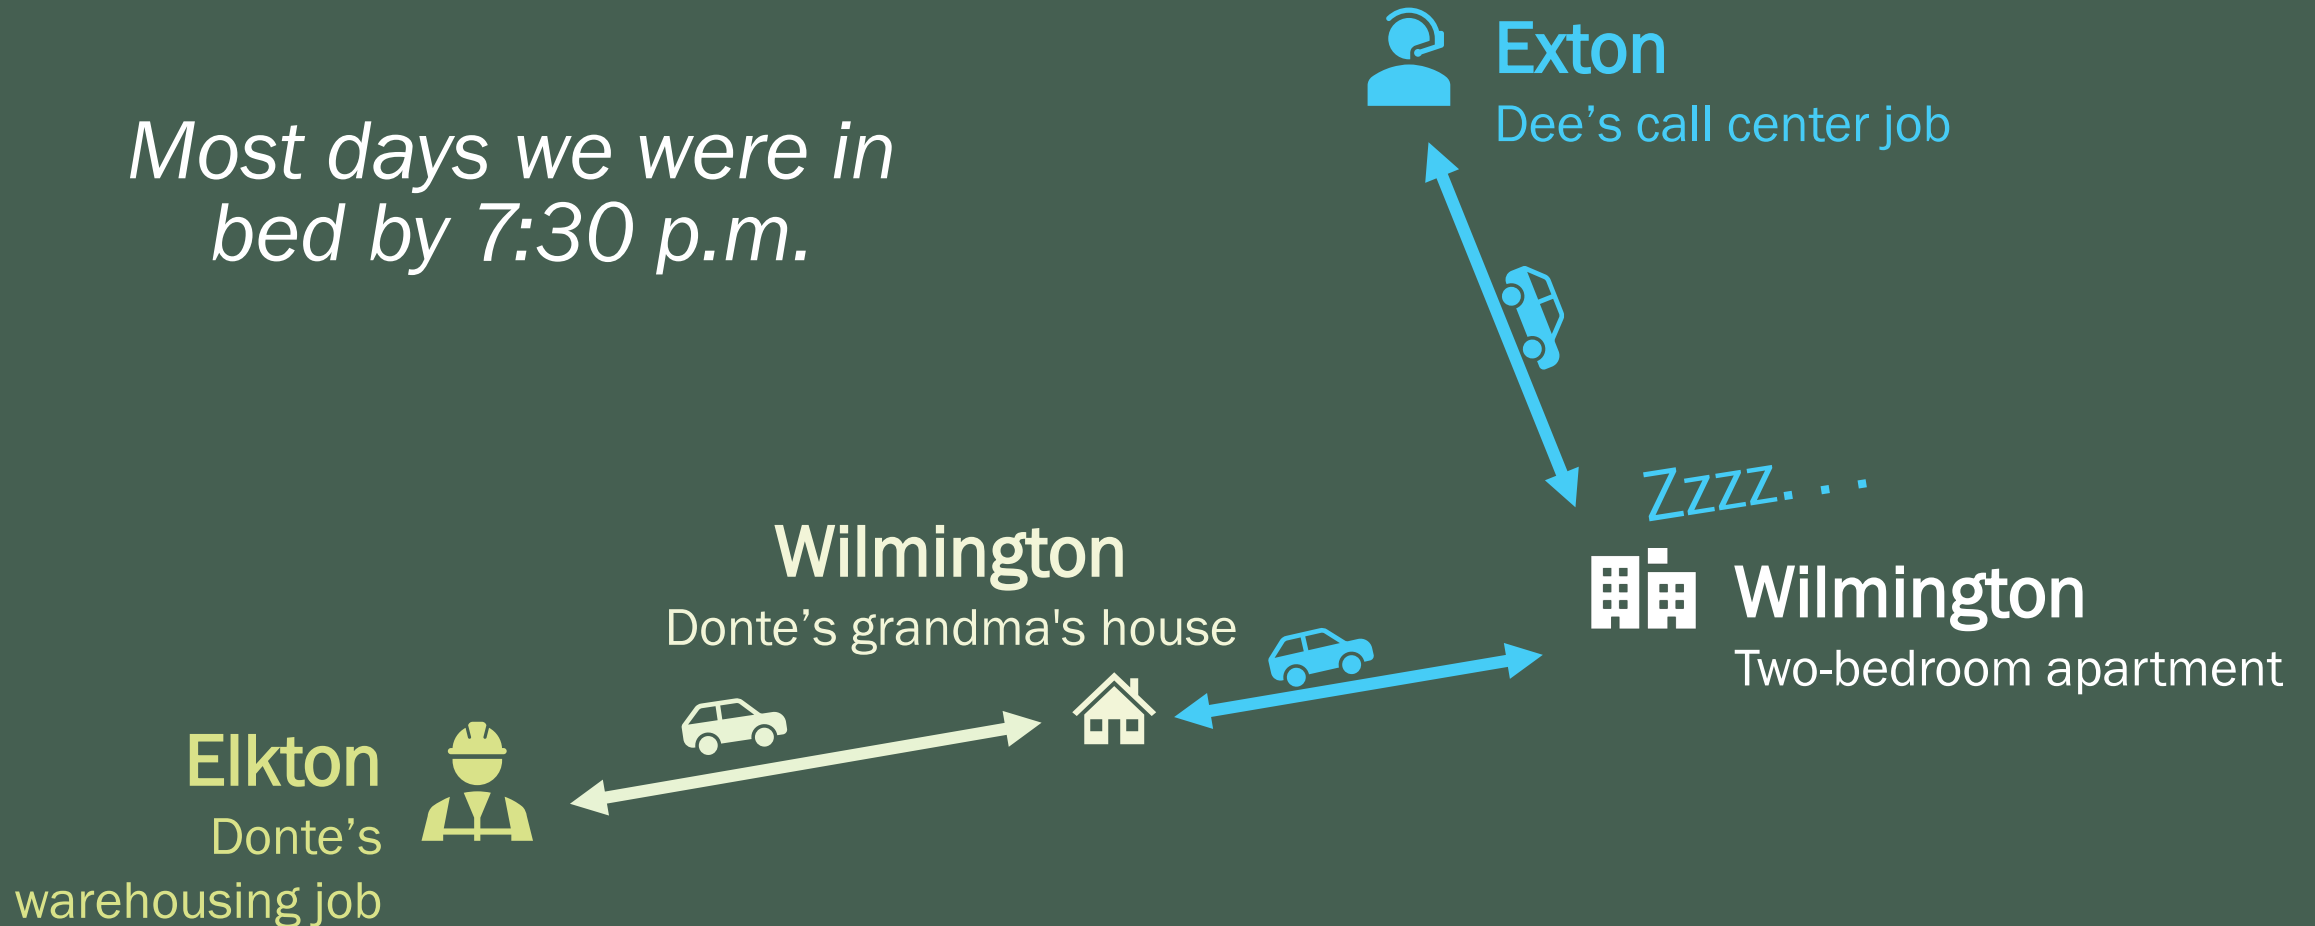 Most days we were in
bed by 7:30 p.m.
Exton
Dee’s call center job
Zzzz. . .
Wilmington
Two-bedroom apartment
Wilmington
Donte’s grandma's house
Elkton
Donte’s
warehousing job